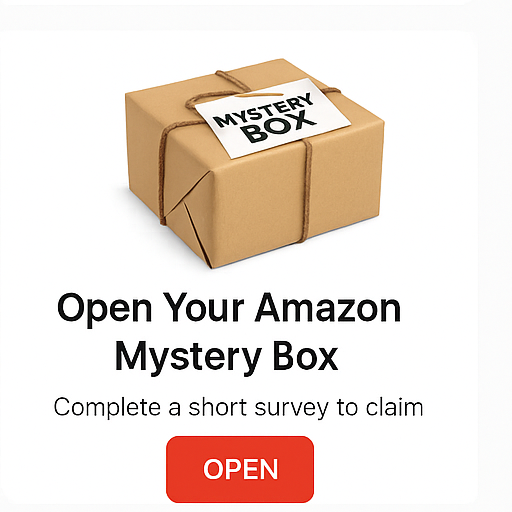 MYSTERY
BOX
Open Your Amazon
Mystery Box
Complete a short survey to claim
OPEN